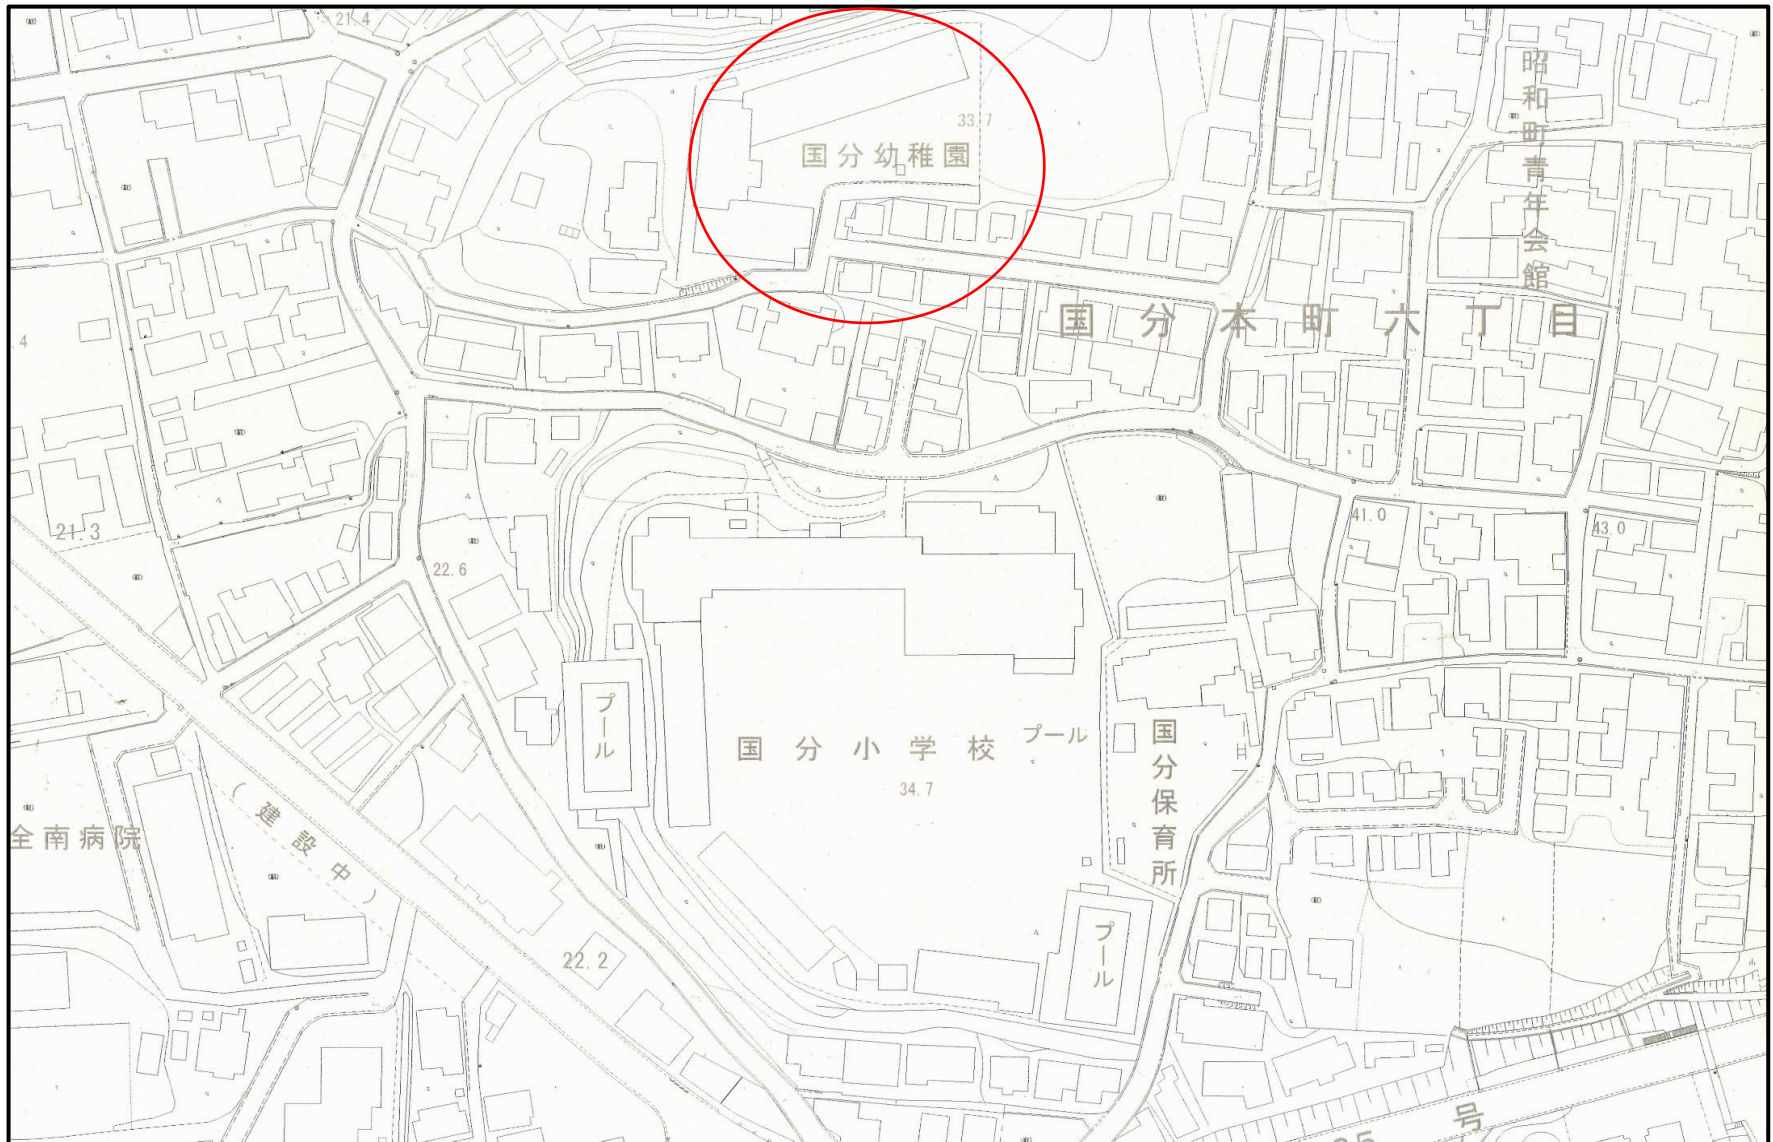 21.4
昭和町青年会館
33.7
国分幼稚園
国分本町六丁目
.4
21.3
22.6
41.0
43.0
プール
国分小学校
プール
34.7
国分保育所
全南病院
(建設中)
22.2
プール
号